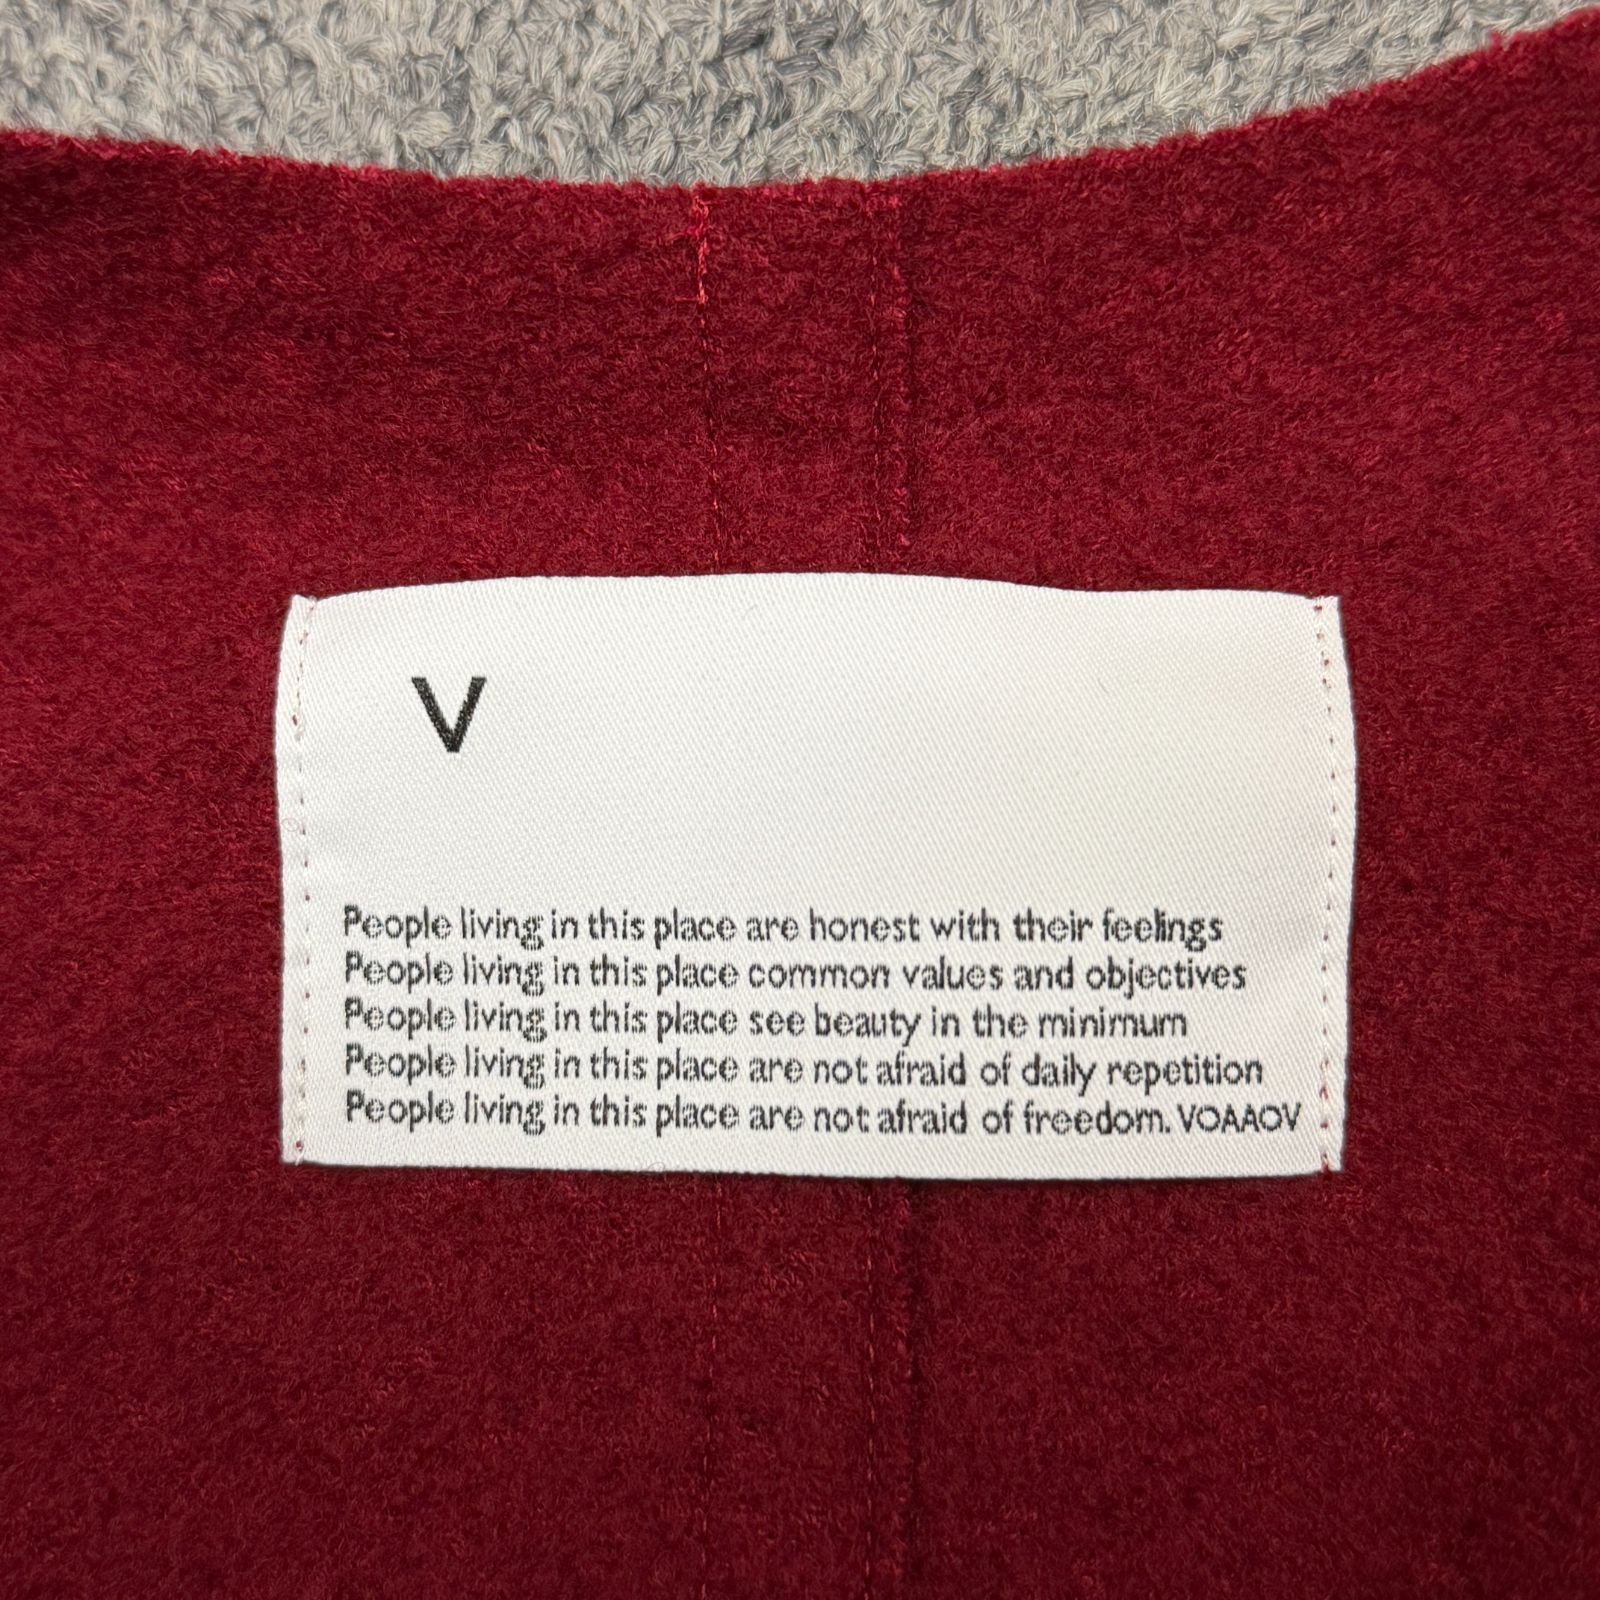 V
People living in this place are honest with their feelings
People living in this place common values and objectives
People living in this place see beauty in the minimum
People living in this place are not afraid of daily repetition
People living in this place are not afraid of freedom. VOAAOV